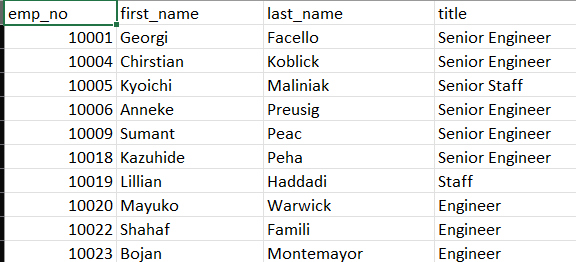 emp_no first_name last_name title
10001 Georgi Facello Senior Engineer
10004 Chirstian Koblick Senior Engineer
10005 Kyoichi Maliniak Senior Staff
10006 Anneke Preusig Senior Engineer
10009 Sumant Peac Senior Engineer
10018 Kazuhide Peha Senior Engineer
10019 Lillian Haddadi Staff
10020 Mayuko Warwick Engineer
10022 Shahaf Famili Engineer
10023 Bojan Montemayor Engineer